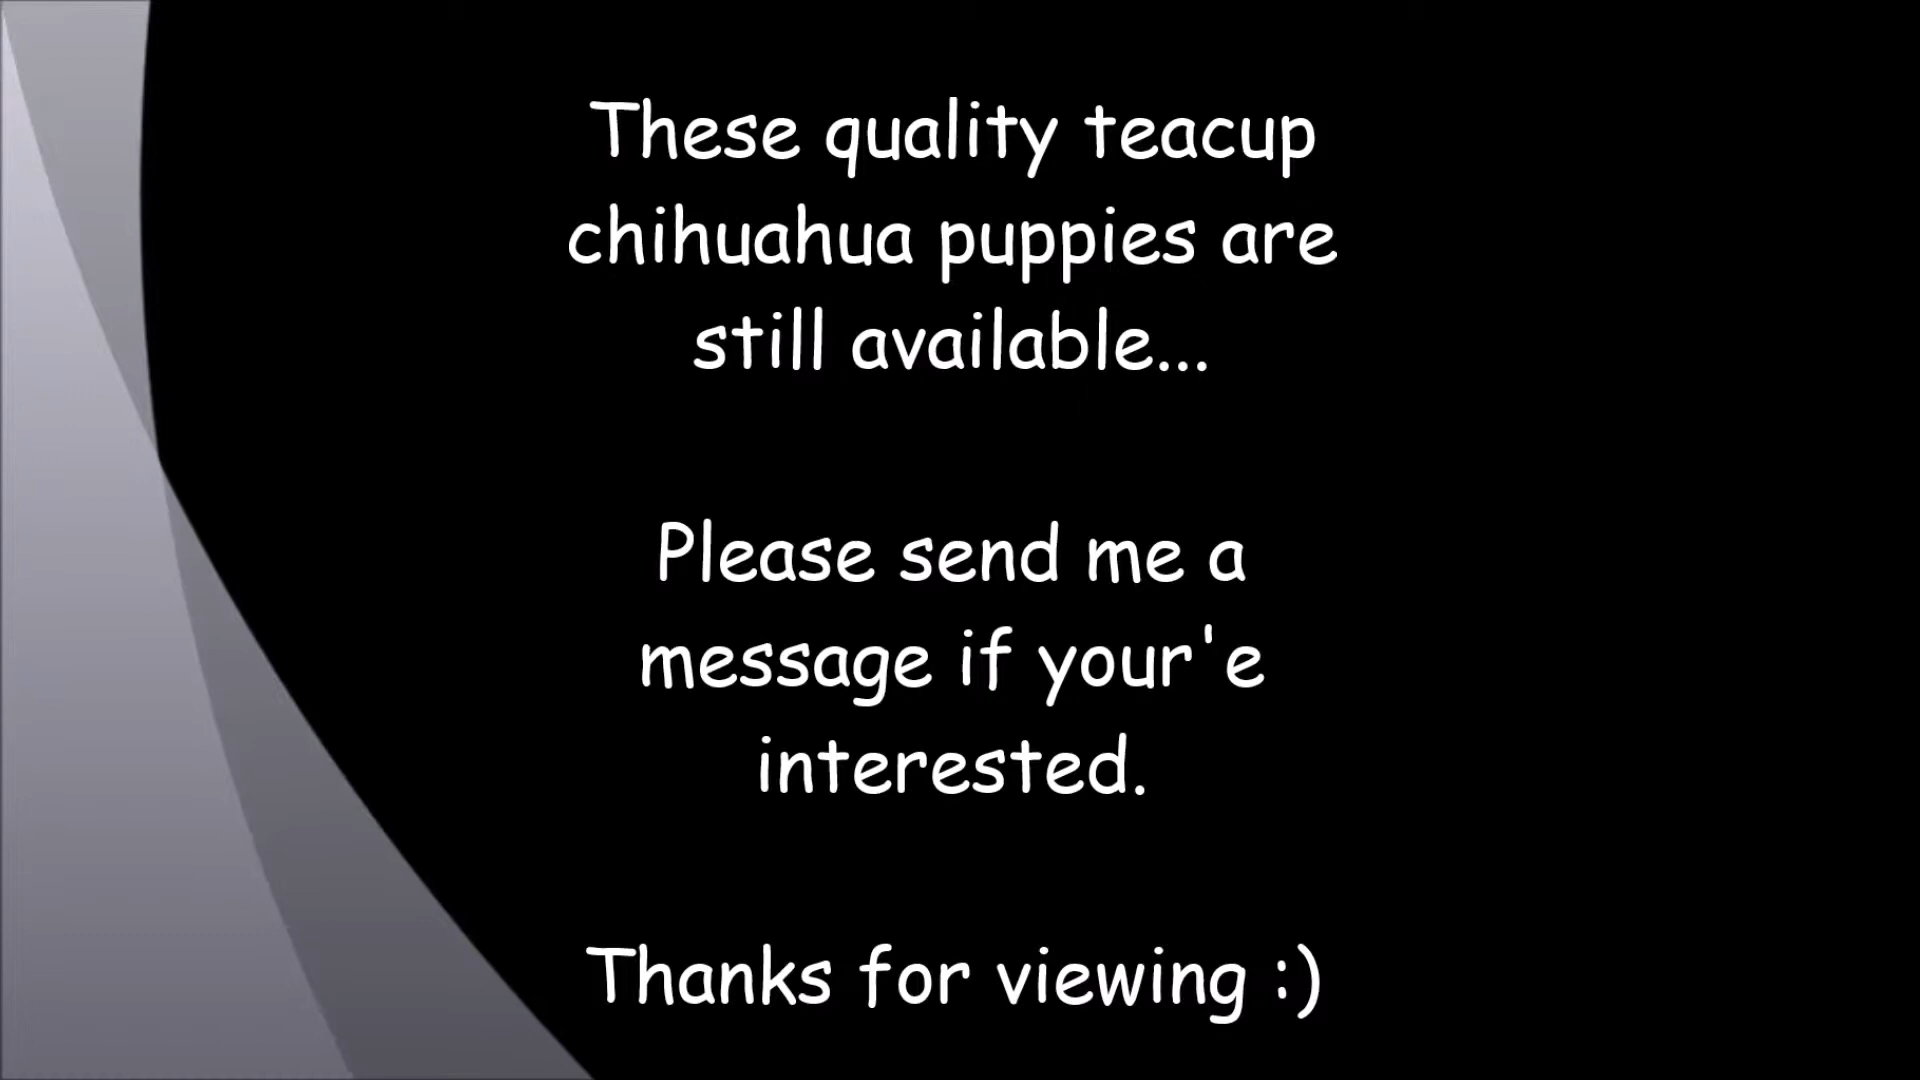 These quality teacup
chihuahua puppies are
still available...
Please send me a
message if your'e
interested.
Thanks for viewing :)